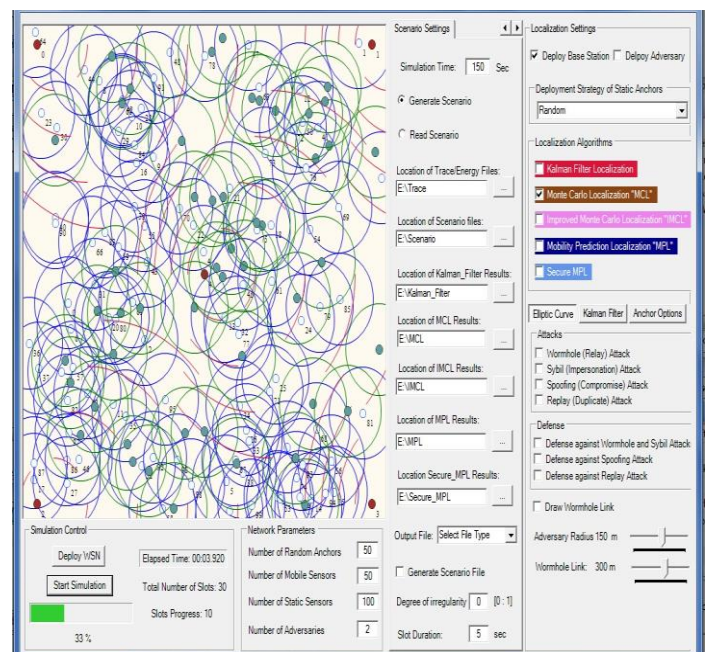 Scenario Settings
Simulation Time: 150 Sec
Generate Scenario
Read Scenario
Location of Trace/Energy Files:
E:\Trace
...
Location of Scenario files:
E:\Scenario
...
Location of Kalman_Filter Results:
E:\Kalman_Filter
...
Location of MCL Results:
E:\MCL
...
Location of IMCL Results:
E:\IMCL
...
Location of MPL Results:
E:\MPL
...
Location Secure_MPL Results:
E:\Secure_MPL
...
Output File: Select File Type
Generate Scenario File
Degree of irregularity 0 [0 : 1]
Slot Duration: 5 sec
Localization Settings
Deploy Base Station Delpoy Adversary
Deployment Strategy of Static Anchors
Random
Localization Algorithms
Kalman Filter Localization
Monte Carlo Localization "MCL"
Improved Monte Carlo Localization "IMCL"
Mobility Prediction Localization "MPL"
Secure MPL
Elliptic Curve Kalman Filter Anchor Options
Attacks
Wormhole (Relay) Attack
Sybil (Impersonation) Attack
Spoofing (Compromise) Attack
Replay (Duplicate) Attack
Defense
Defense against Wormhole and Sybil Attack
Defense against Spoofing Attack
Defense against Replay Attack
Draw Wormhole Link
Adversary Radius 150 m
Wormhole Link: 300 m
Simulation Control
Deploy WSN
Elapsed Time: 00:03.920
Start Simulation
Total Number of Slots: 30
Slots Progress: 10
33 %
Network Parameters
Number of Random Anchors 50
Number of Mobile Sensors 50
Number of Static Sensors 100
Number of Adversaries 2